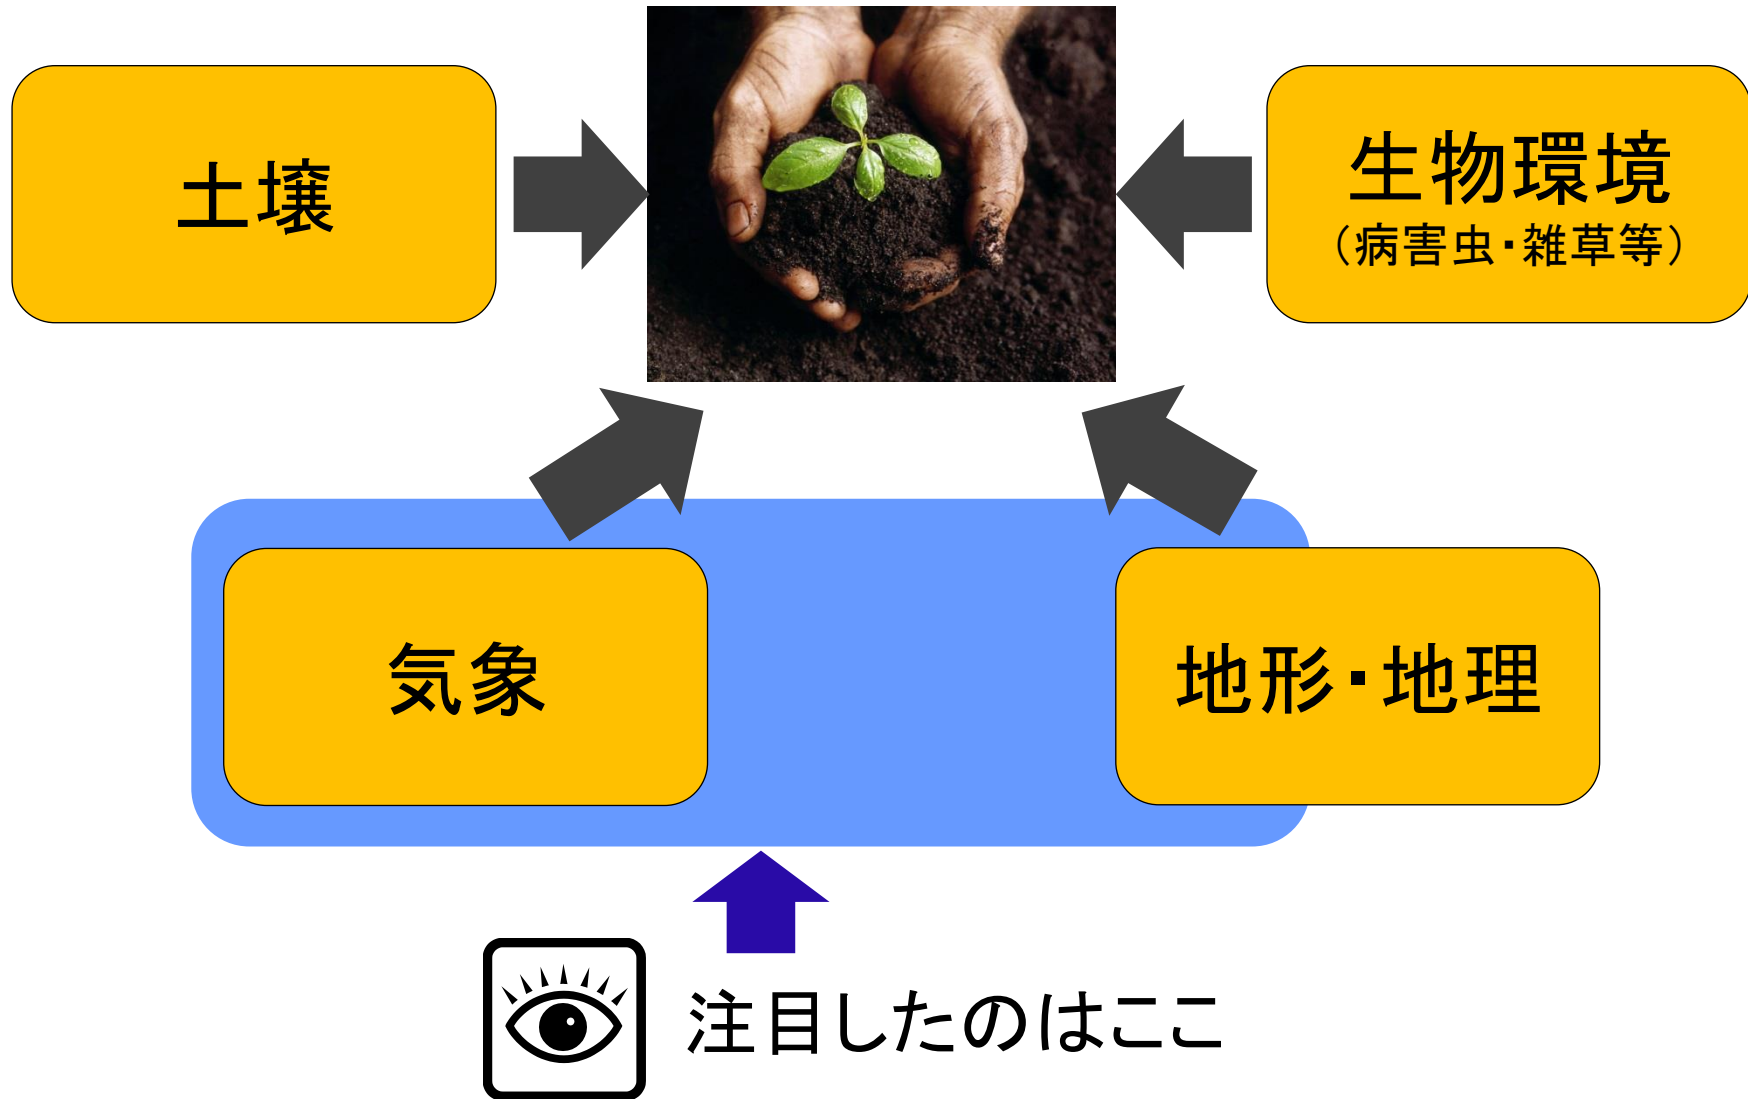 土壌
生物環境
（病害虫・雑草等）
気象
地形・地理
注目したのはここ